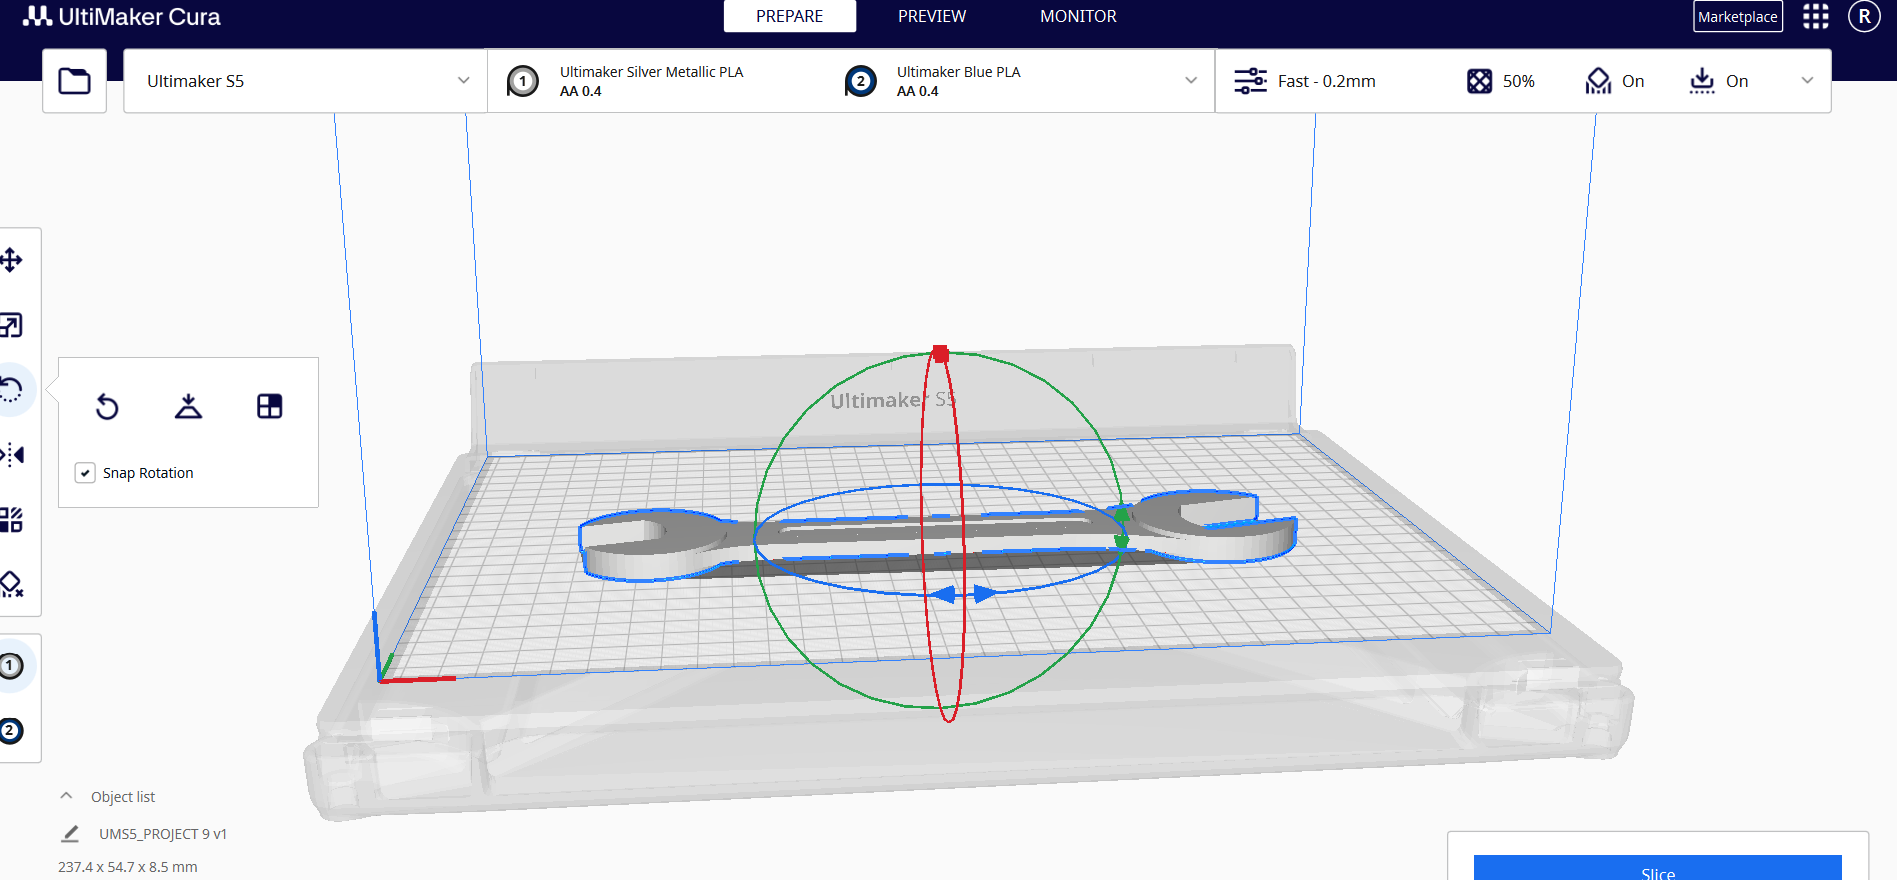 UltiMaker Cura
PREPARE
PREVIEW
MONITOR
Marketplace
R
Ultimaker S5
1
Ultimaker Silver Metallic PLA
AA 0.4
2
Ultimaker Blue PLA
AA 0.4
Fast - 0.2mm
50%
On
On
Ultimaker S5
Snap Rotation
1
2
Object list
UMS5_PROJECT 9 v1
237.4 x 54.7 x 8.5 mm
Slice